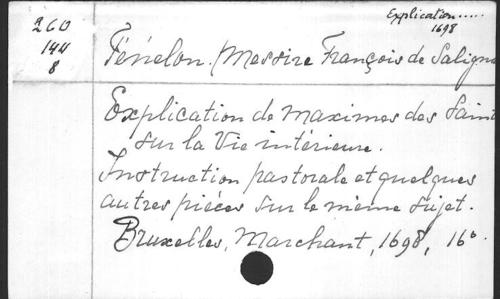 Explication.....
1698
260
144
8
Fénelon. (Messire François de Salign
Explication de maximes des Saint
sur la Vie intérieure.
Instruction pastorale et quelques
autres pièces sur le même sujet.
Bruxelles, Marchant, 1698, 16°